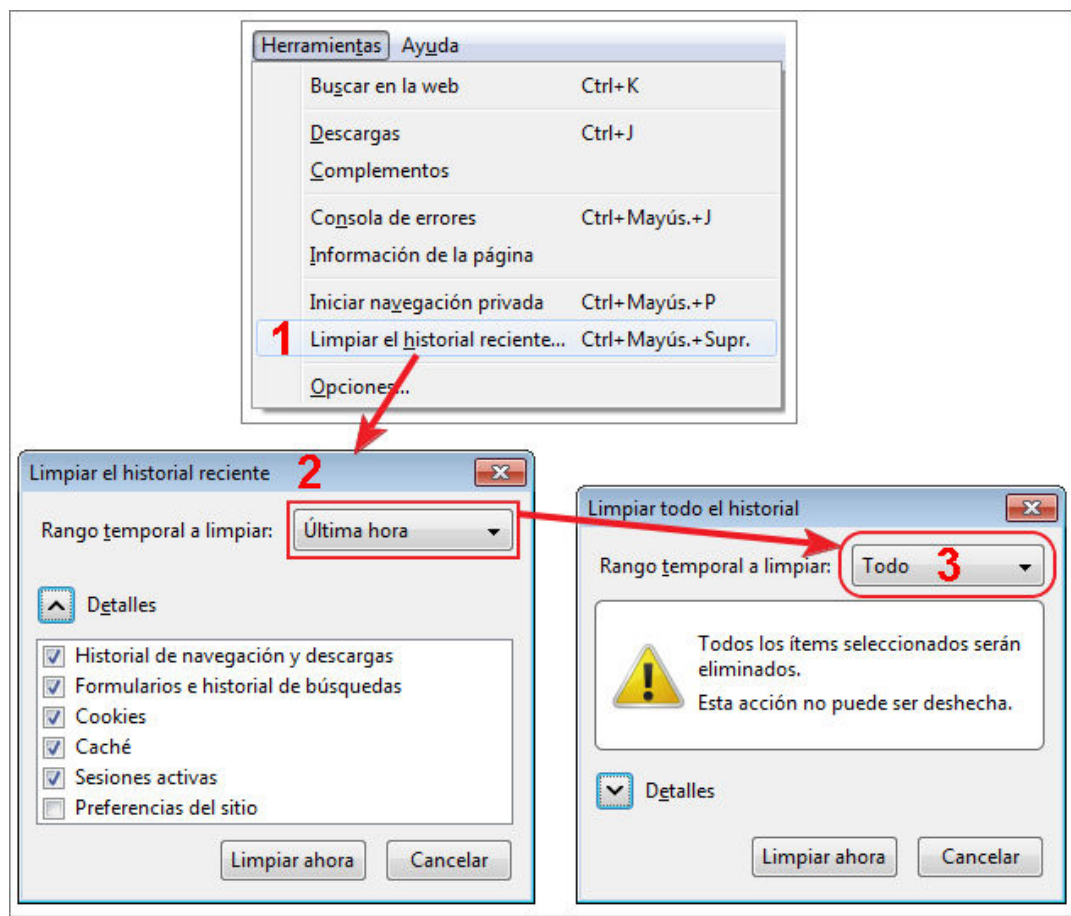 Herramientas Ayuda
Buscar en la web Ctrl+K
Descargas Ctrl+J
Complementos
Consola de errores Ctrl+Mayús.+J
Información de la página
Iniciar navegación privada Ctrl+Mayús.+P
1 Limpiar el historial reciente... Ctrl+Mayús.+Supr.
Opciones...
Limpiar el historial reciente 2
Rango temporal a limpiar: Última hora
Detalles
Historial de navegación y descargas
Formularios e historial de búsquedas
Cookies
Caché
Sesiones activas
Preferencias del sitio
Limpiar ahora Cancelar
Limpiar todo el historial
Rango temporal a limpiar: Todo 3
Todos los ítems seleccionados serán
eliminados.
Esta acción no puede ser deshecha.
Detalles
Limpiar ahora Cancelar